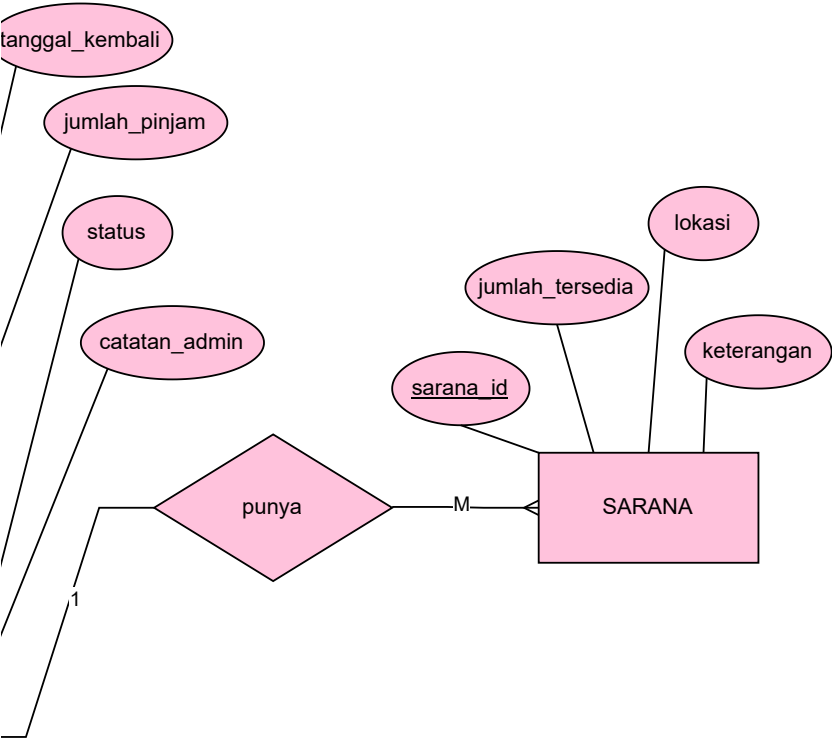 tanggal_kembali
jumlah_pinjam
status
catatan_admin
lokasi
jumlah_tersedia
keterangan
sarana_id
punya
M
SARANA
1